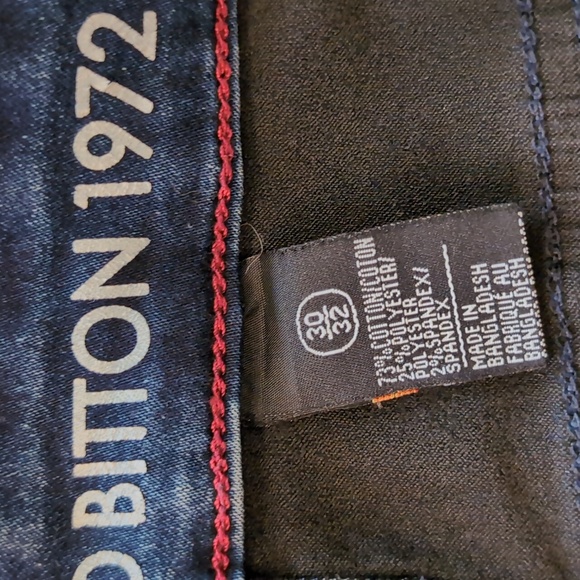 D BITTON 1972
30
32
73% COTTON/COTON
25% POLYESTER/
POLYESTER
2% SPANDEX/
SPANDEX
MADE IN
BANGLADESH
FABRIQUE AU
BANGLADESH